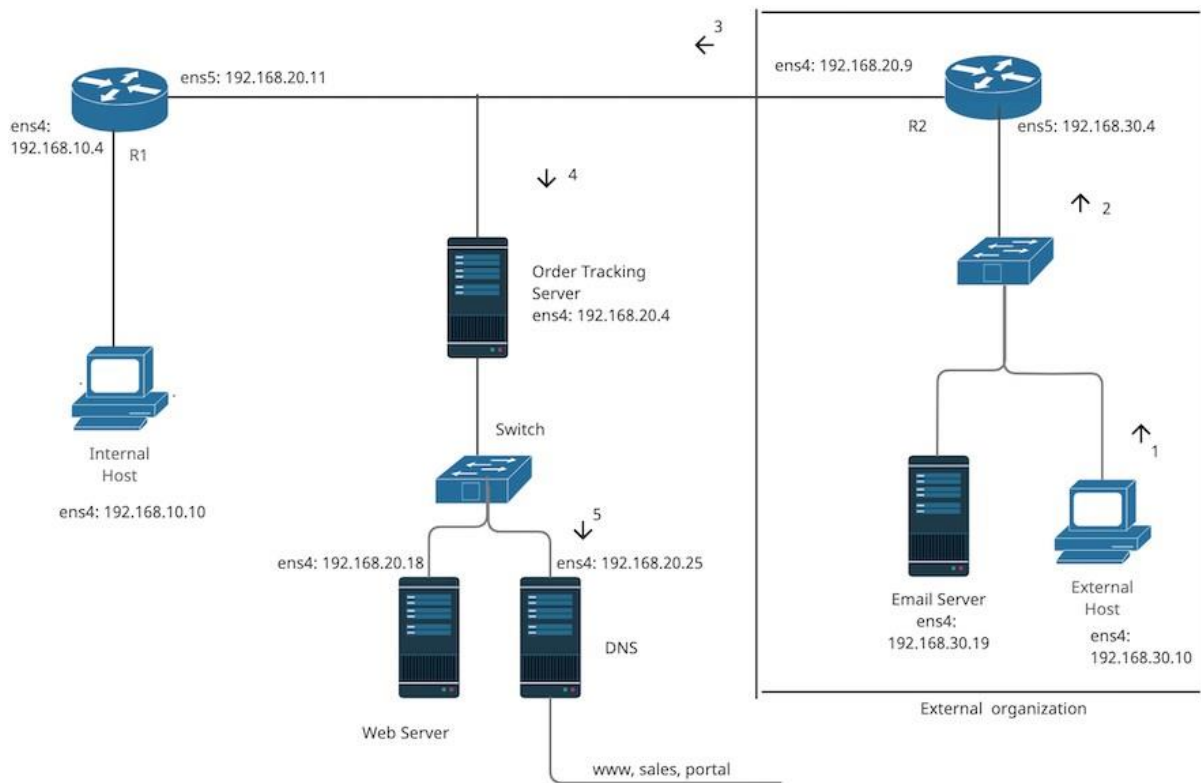 3
ens5: 192.168.20.11
ens4: 192.168.20.9
ens4:
192.168.10.4
R1
R2
ens5: 192.168.30.4
4
2
Order Tracking
Server
ens4: 192.168.20.4
Switch
1
Internal
Host
ens4: 192.168.10.10
5
ens4: 192.168.20.18
ens4: 192.168.20.25
DNS
Web Server
www, sales, portal
Email Server
ens4:
192.168.30.19
External
Host
ens4:
192.168.30.10
External organization